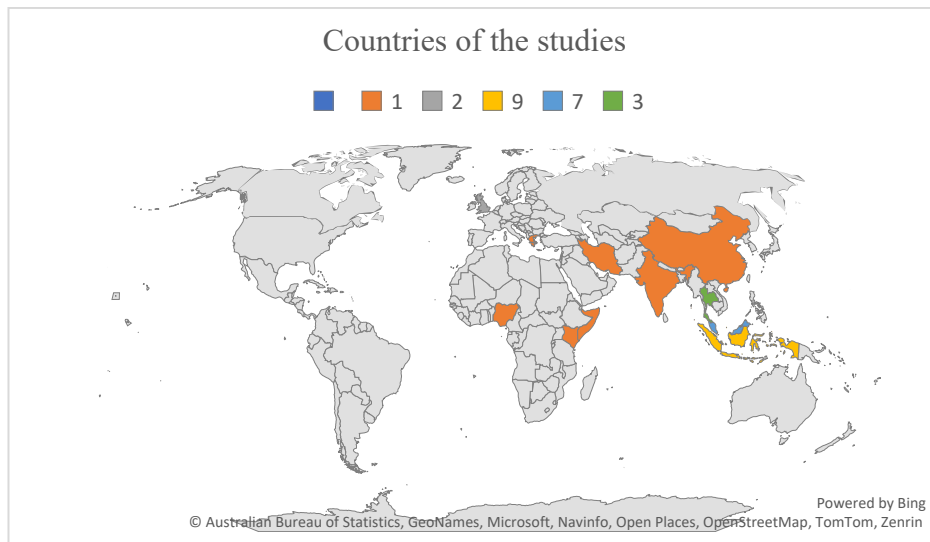 Countries of the studies
1 2 9 7 3
Powered by Bing
© Australian Bureau of Statistics, GeoNames, Microsoft, Navinfo, Open Places, OpenStreetMap, TomTom, Zenrin